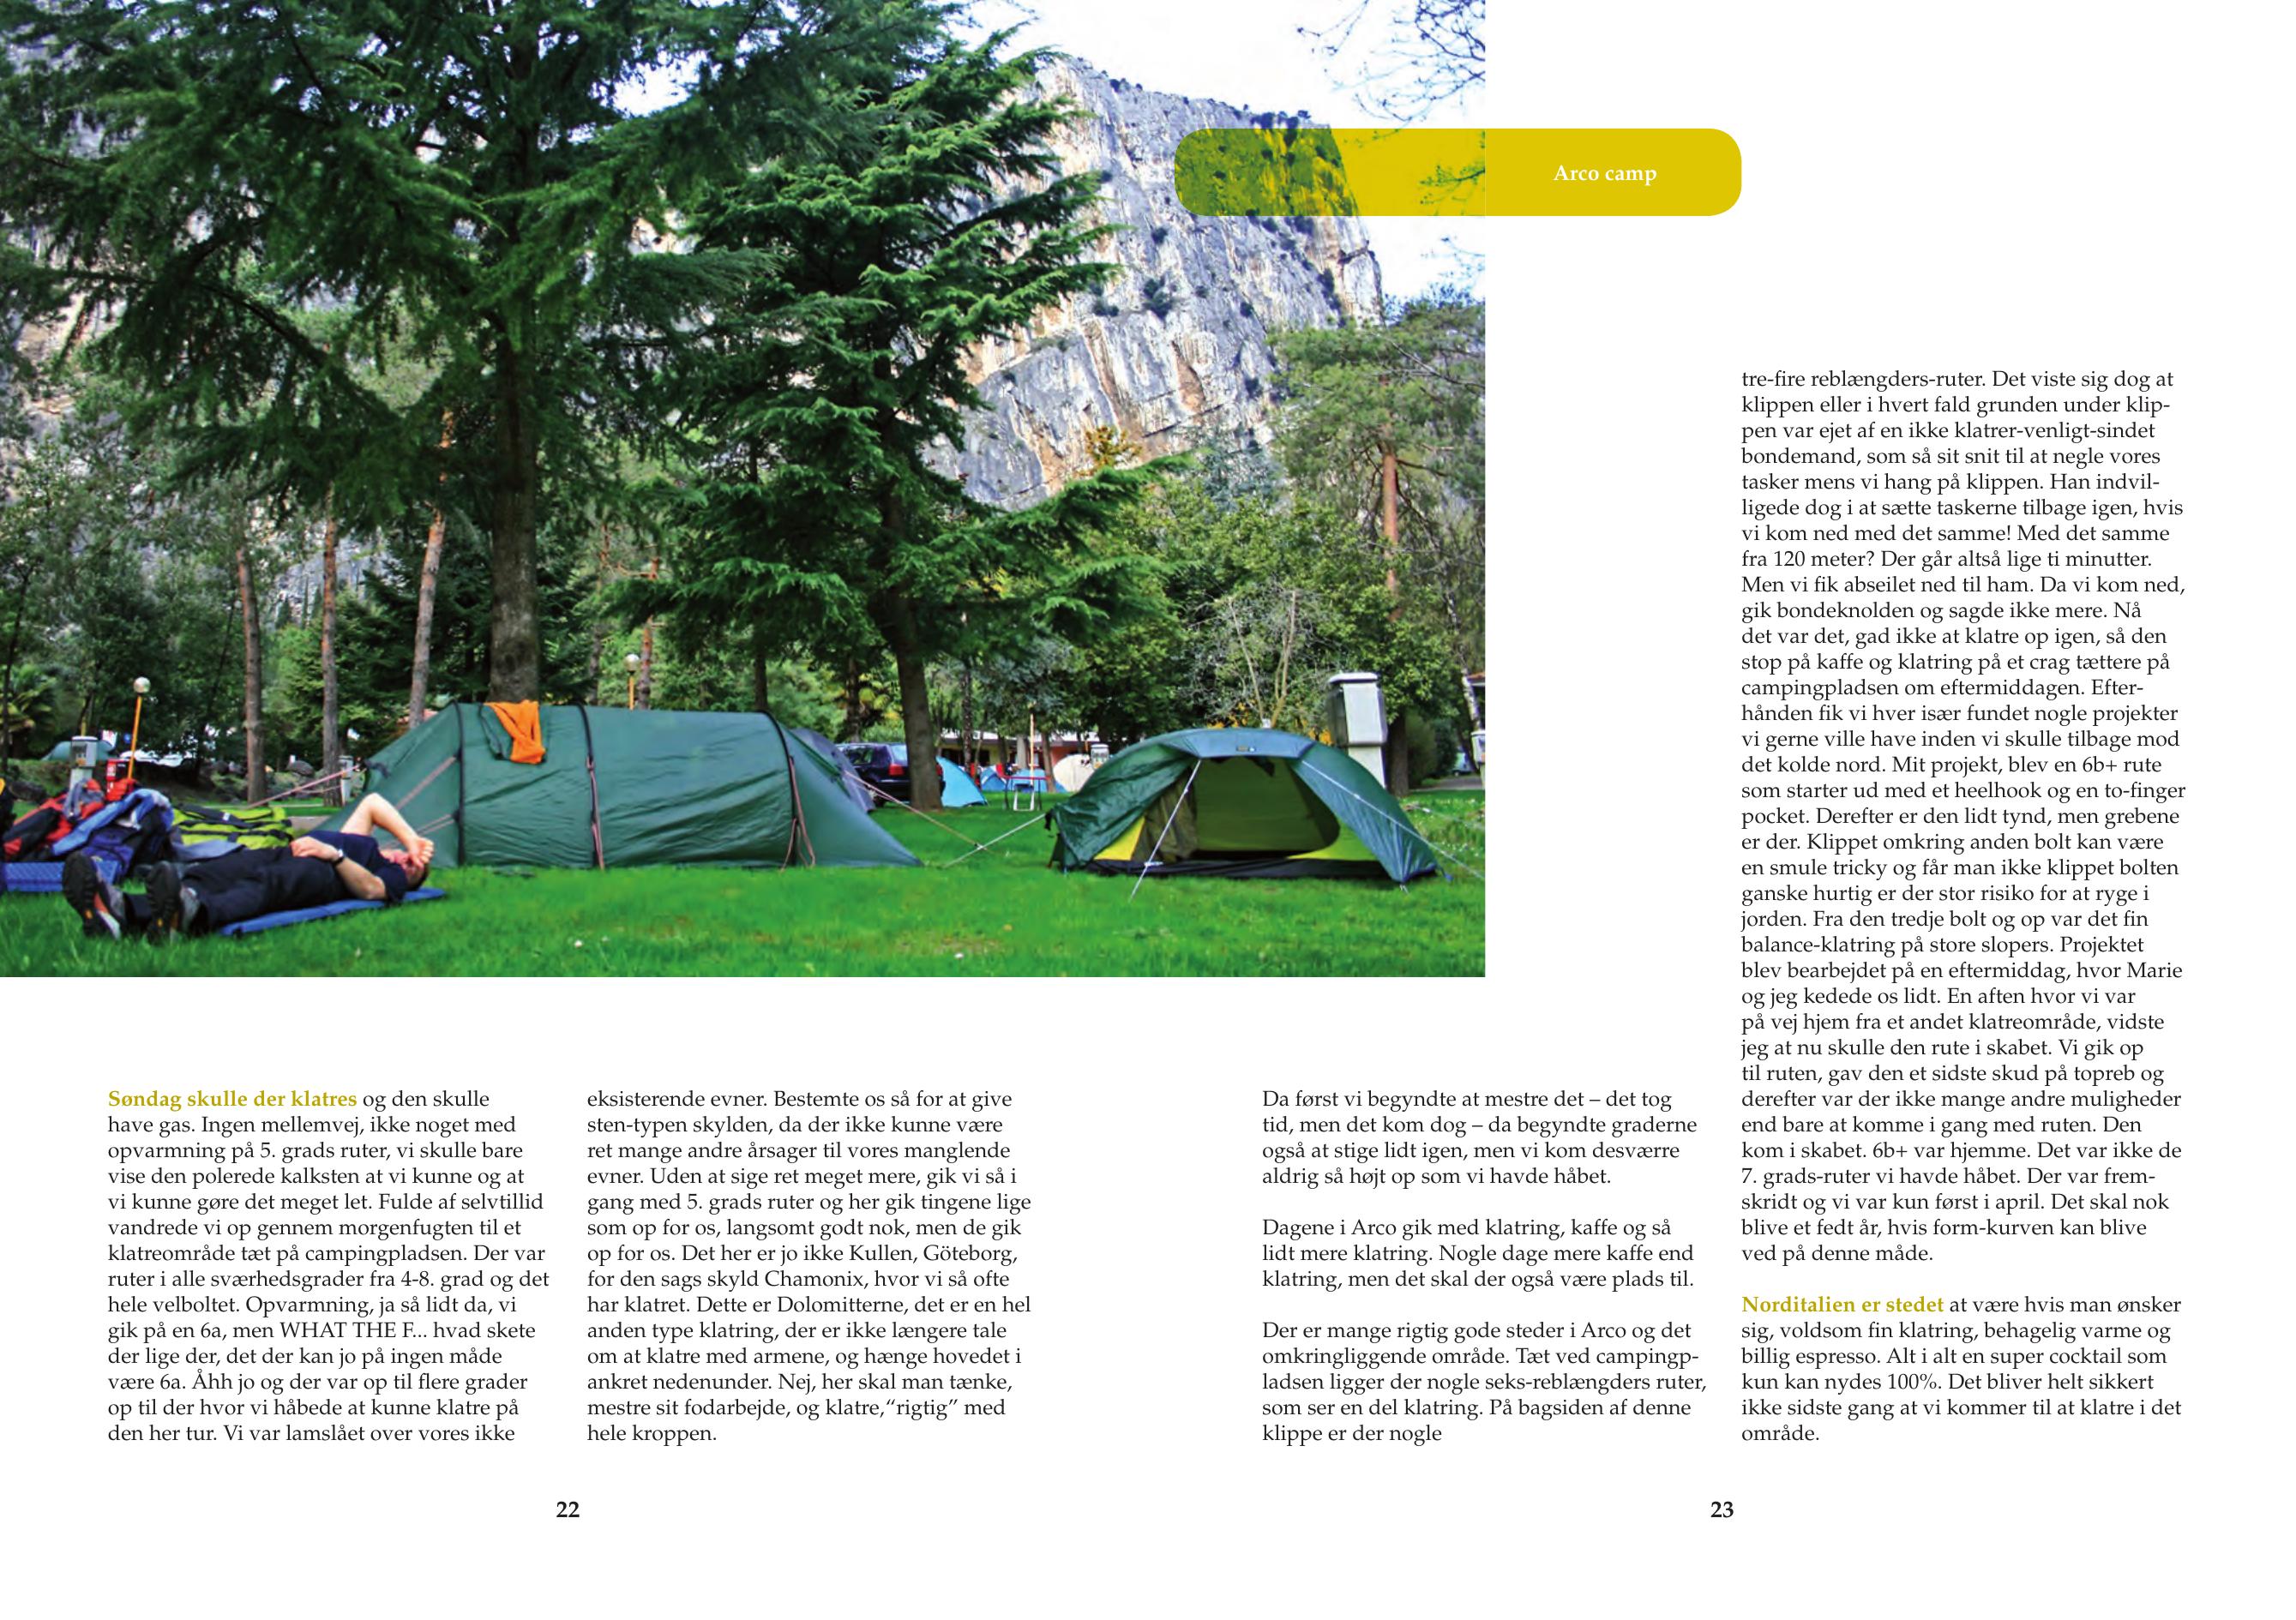 Arco camp
Søndag skulle der klatres og den skulle
have gas. Ingen mellemvej, ikke noget med
opvarmning på 5. grads ruter, vi skulle bare
vise den polerede kalksten at vi kunne og at
vi kunne gøre det meget let. Fulde af selvtillid
vandrede vi op gennem morgenfugten til et
klatreområde tæt på campingpladsen. Der var
ruter i alle sværhedsgrader fra 4-8. grad og det
hele velboltet. Opvarmning, ja så lidt da, vi
gik på en 6a, men WHAT THE F... hvad skete
der lige der, det der kan jo på ingen måde
være 6a. Åhh jo og der var op til flere grader
op til der hvor vi håbede at kunne klatre på
den her tur. Vi var lamslået over vores ikke
eksisterende evner. Bestemte os så for at give
sten-typen skylden, da der ikke kunne være
ret mange andre årsager til vores manglende
evner. Uden at sige ret meget mere, gik vi så i
gang med 5. grads ruter og her gik tingene lige
som op for os, langsomt godt nok, men de gik
op for os. Det her er jo ikke Kullen, Göteborg,
for den sags skyld Chamonix, hvor vi så ofte
har klatret. Dette er Dolomitterne, det er en hel
anden type klatring, der er ikke længere tale
om at klatre med armene, og hænge hovedet i
ankret nedenunder. Nej, her skal man tænke,
mestre sit fodarbejde, og klatre,“rigtig” med
hele kroppen.
22
Da først vi begyndte at mestre det – det tog
tid, men det kom dog – da begyndte graderne
også at stige lidt igen, men vi kom desværre
aldrig så højt op som vi havde håbet.
Dagene i Arco gik med klatring, kaffe og så
lidt mere klatring. Nogle dage mere kaffe end
klatring, men det skal der også være plads til.
Der er mange rigtig gode steder i Arco og det
omkringliggende område. Tæt ved campingp-
ladsen ligger der nogle seks-reblængders ruter,
som ser en del klatring. På bagsiden af denne
klippe er der nogle
tre-fire reblængders-ruter. Det viste sig dog at
klippen eller i hvert fald grunden under klip-
pen var ejet af en ikke klatrer-venligt-sindet
bondemand, som så sit snit til at negle vores
tasker mens vi hang på klippen. Han indvil-
ligede dog i at sætte taskerne tilbage igen, hvis
vi kom ned med det samme! Med det samme
fra 120 meter? Der går altså lige ti minutter.
Men vi fik abseilet ned til ham. Da vi kom ned,
gik bondeknolden og sagde ikke mere. Nå
det var det, gad ikke at klatre op igen, så den
stop på kaffe og klatring på et crag tættere på
campingpladsen om eftermiddagen. Efter-
hånden fik vi hver især fundet nogle projekter
vi gerne ville have inden vi skulle tilbage mod
det kolde nord. Mit projekt, blev en 6b+ rute
som starter ud med et heelhook og en to-finger
pocket. Derefter er den lidt tynd, men grebene
er der. Klippet omkring anden bolt kan være
en smule tricky og får man ikke klippet bolten
ganske hurtig er der stor risiko for at ryge i
jorden. Fra den tredje bolt og op var det fin
balance-klatring på store slopers. Projektet
blev bearbejdet på en eftermiddag, hvor Marie
og jeg kedede os lidt. En aften hvor vi var
på vej hjem fra et andet klatreområde, vidste
jeg at nu skulle den rute i skabet. Vi gik op
til ruten, gav den et sidste skud på topreb og
derefter var der ikke mange andre muligheder
end bare at komme i gang med ruten. Den
kom i skabet. 6b+ var hjemme. Det var ikke de
7. grads-ruter vi havde håbet. Der var frem-
skridt og vi var kun først i april. Det skal nok
blive et fedt år, hvis form-kurven kan blive
ved på denne måde.
Norditalien er stedet at være hvis man ønsker
sig, voldsom fin klatring, behagelig varme og
billig espresso. Alt i alt en super cocktail som
kun kan nydes 100%. Det bliver helt sikkert
ikke sidste gang at vi kommer til at klatre i det
område.
23